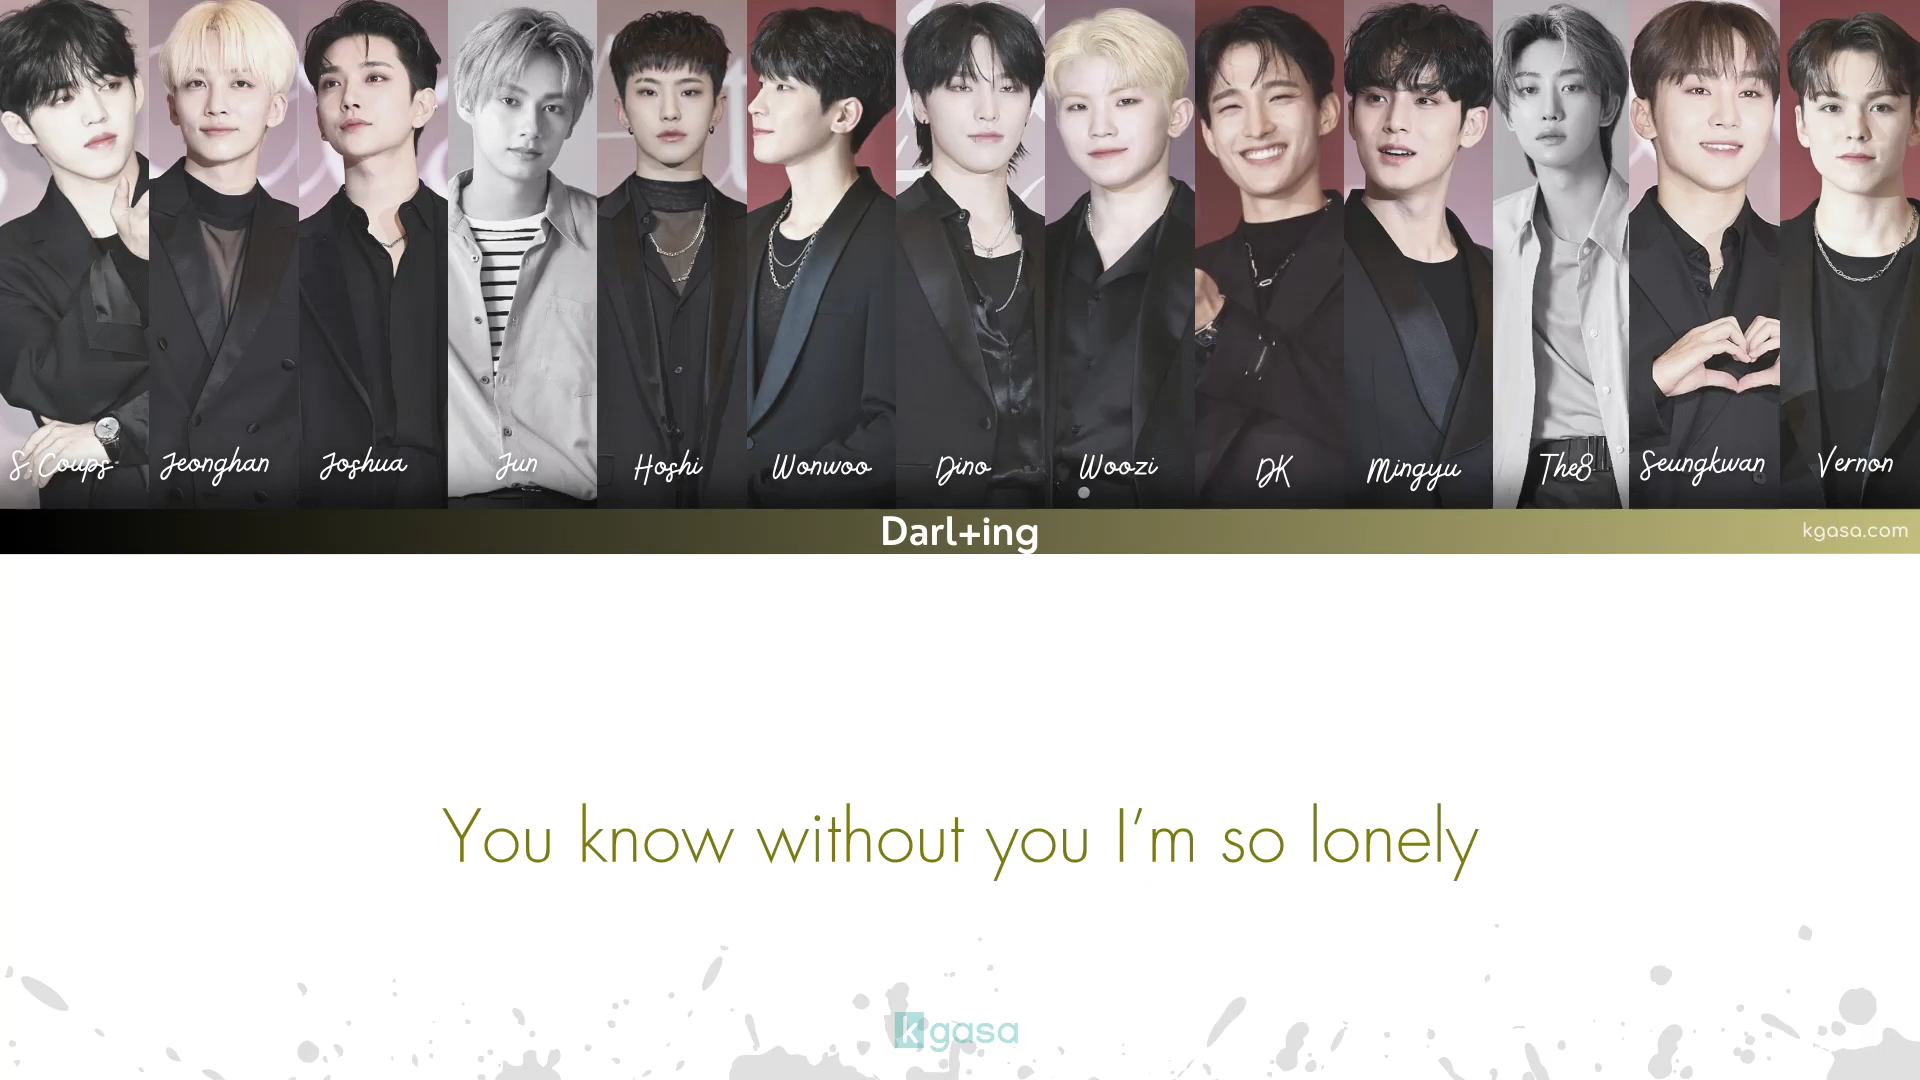 S. Coups
Jeonghan
Joshua
Jun
Hoshi
Wonwoo
Dino
Woozi
DK
Mingyu
The8
Seungkwan
Vernon
Darl+ing
kgasa.com
You know without you I'm so lonely
kgasa